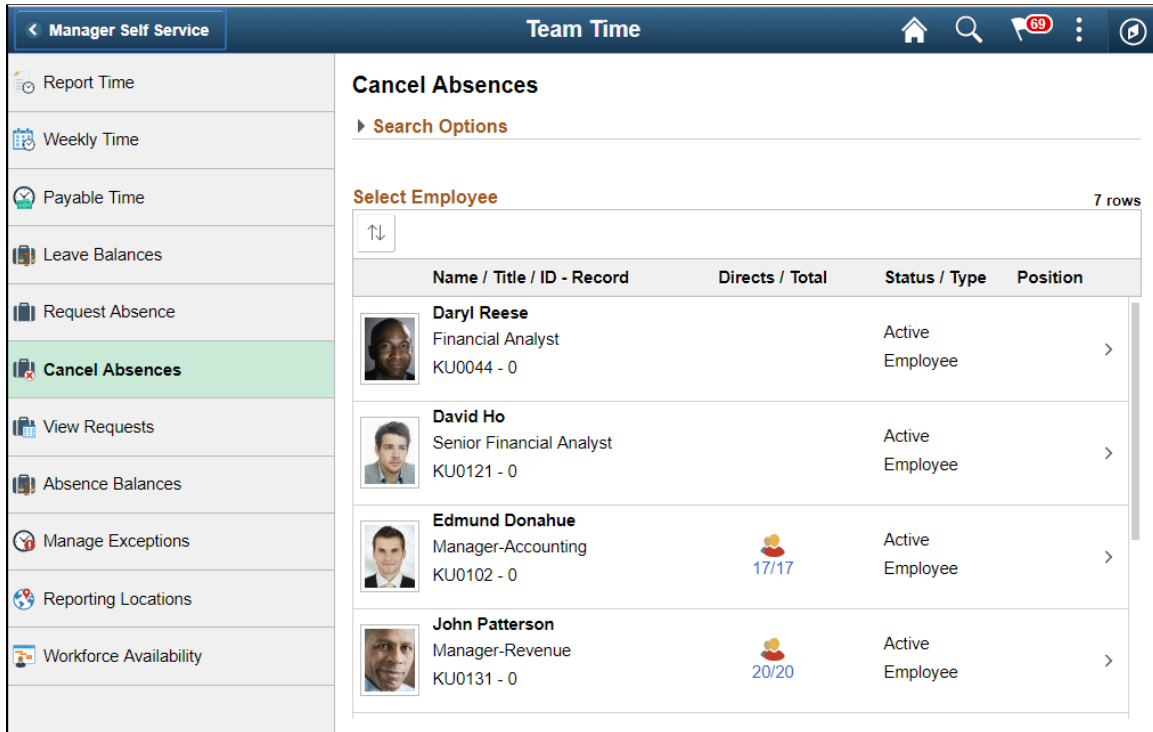 Manager Self Service
Team Time
69
Report Time
Weekly Time
Payable Time
Leave Balances
Request Absence
Cancel Absences
View Requests
Absence Balances
Manage Exceptions
Reporting Locations
Workforce Availability
Cancel Absences
Search Options
Select Employee
7 rows
Name / Title / ID - Record Directs / Total Status / Type Position
Daryl Reese
Financial Analyst
KU0044 - 0
Active
Employee
David Ho
Senior Financial Analyst
KU0121 - 0
Active
Employee
Edmund Donahue
Manager-Accounting
KU0102 - 0
17/17
Active
Employee
John Patterson
Manager-Revenue
KU0131 - 0
20/20
Active
Employee